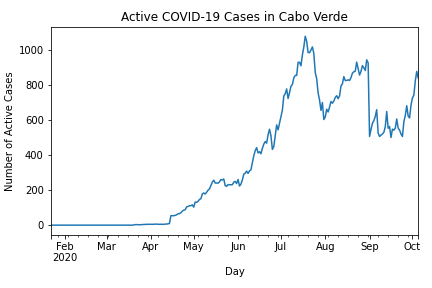 Active COVID-19 Cases in Cabo Verde
Number of Active Cases
1000
800
600
400
200
0
Feb Mar Apr May Jun Jul Aug Sep Oct
2020
Day